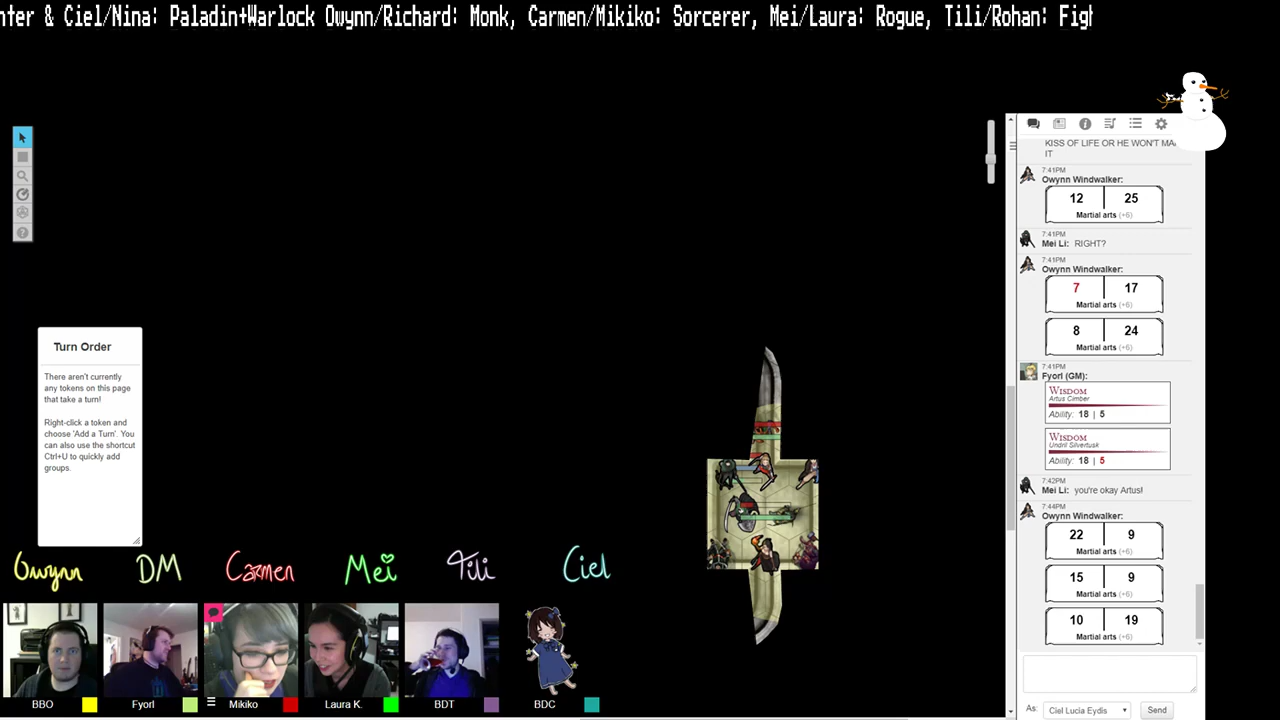 nter & Ciel/Nina: Paladin+Warlock Owynn/Richard: Monk, Carmen/Mikiko: Sorcerer, Mei/Laura: Rogue, Tili/Rohan: Figh
KISS OF LIFE OR HE WON'T MA
IT
7:41PM
Owynn Windwalker:
12 25
Martial arts (+6)
7:41PM
Mei Li: RIGHT?
7:41PM
Owynn Windwalker:
7 17
Martial arts (+6)
8 24
Martial arts (+6)
7:41PM
Fyorl (GM):
WISDOM
Artus Cimber
Ability: 18 | 5
WISDOM
Undril Silvertusk
Ability: 18 | 5
7:42PM
Mei Li: you're okay Artus!
7:44PM
Owynn Windwalker:
22 9
Martial arts (+6)
15 9
Martial arts (+6)
10 19
Martial arts (+6)
As: Ciel Lucia Eydis Send
Turn Order
There aren't currently
any tokens on this page
that take a turn!
Right-click a token and
choose 'Add a Turn'. You
can also use the shortcut
Ctrl+U to quickly add
groups.
Owynn DM Carmen Mei Tili Ciel
BBO Fyorl Mikiko Laura K. BDT BDC